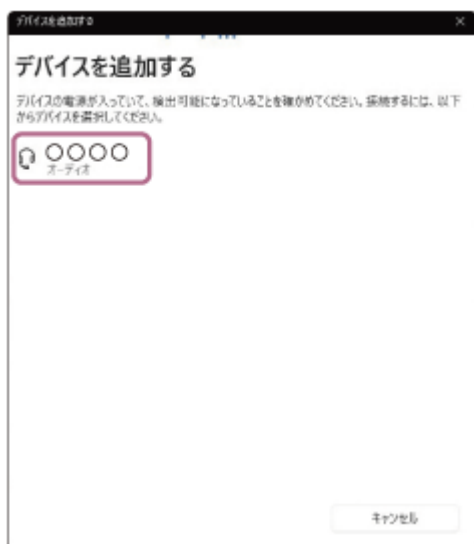 デバイスを追加する
デバイスを追加する
デバイスの電源が入っていて、検出可能になっていることを確かめてください。接続するには、以下
からデバイスを選択してください。
○○○○
オーディオ
キャンセル